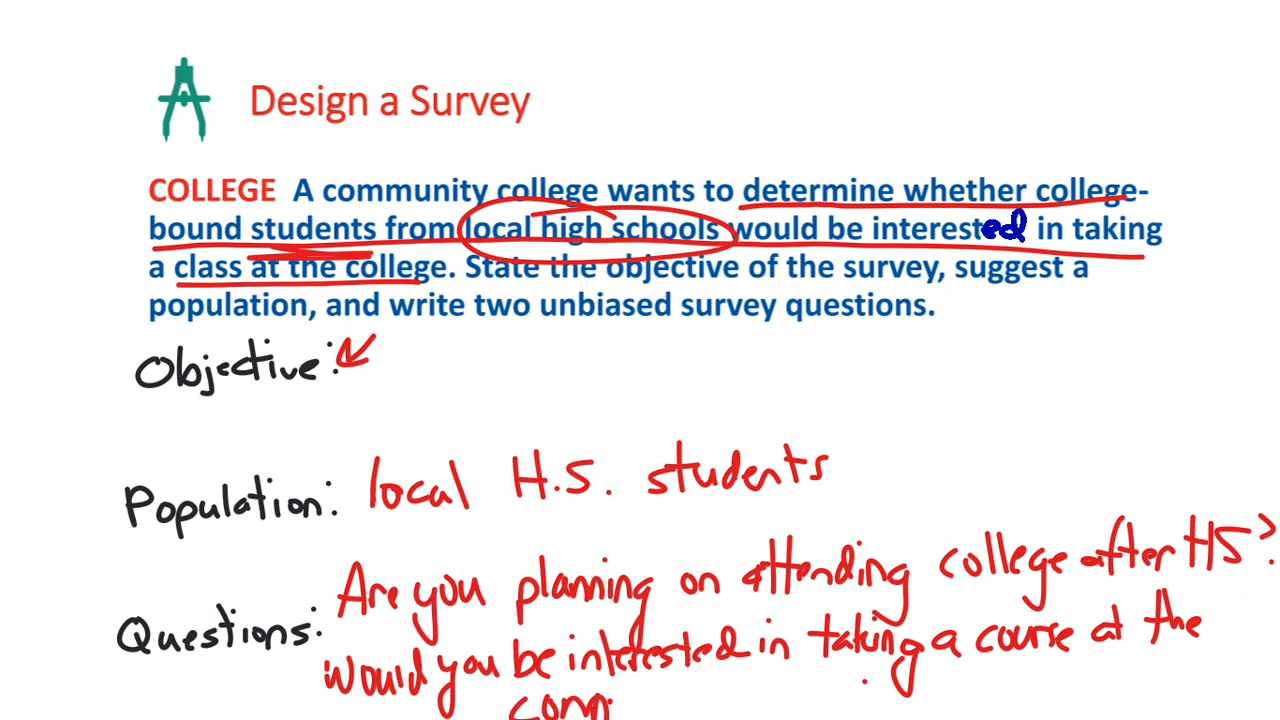 Design a Survey
COLLEGE A community college wants to determine whether college-
bound students from local high schools would be interested in taking
a class at the college. State the objective of the survey, suggest a
population, and write two unbiased survey questions.
Objective:
Population: local H.S. students
Questions: Are you planning on attending college after HS?
Would you be interested in taking a course at the